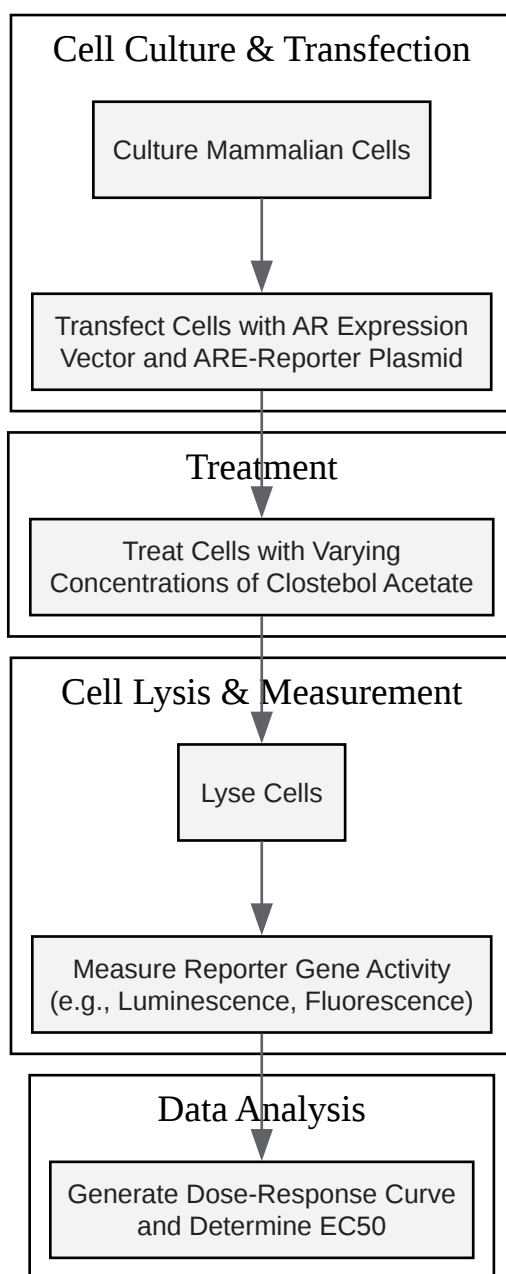 Cell Culture & Transfection
Culture Mammalian Cells
Transfect Cells with AR Expression
Vector and ARE-Reporter Plasmid
Treatment
Treat Cells with Varying
Concentrations of Clostebol Acetate
Cell Lysis & Measurement
Lyse Cells
Measure Reporter Gene Activity
(e.g., Luminescence, Fluorescence)
Data Analysis
Generate Dose-Response Curve
and Determine EC50